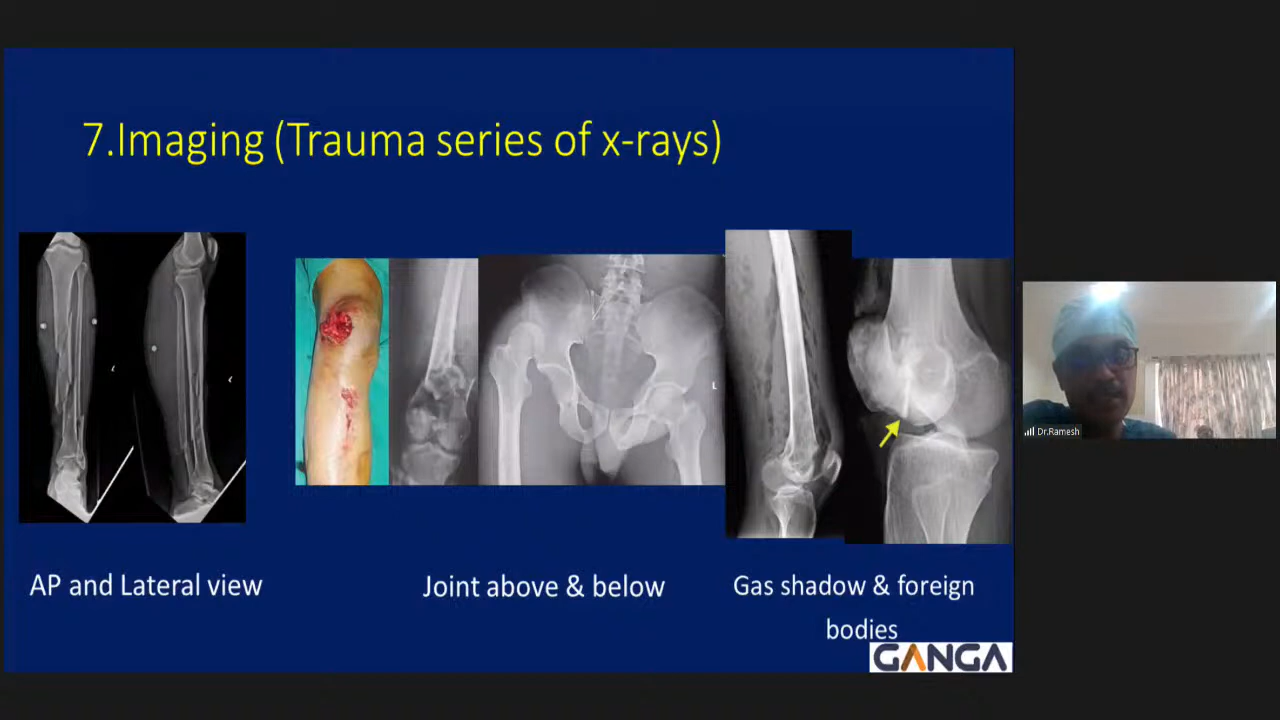 7.Imaging (Trauma series of x-rays)
L
AP and Lateral view
Joint above & below
Gas shadow & foreign
bodies
GANGA
Dr.Ramesh